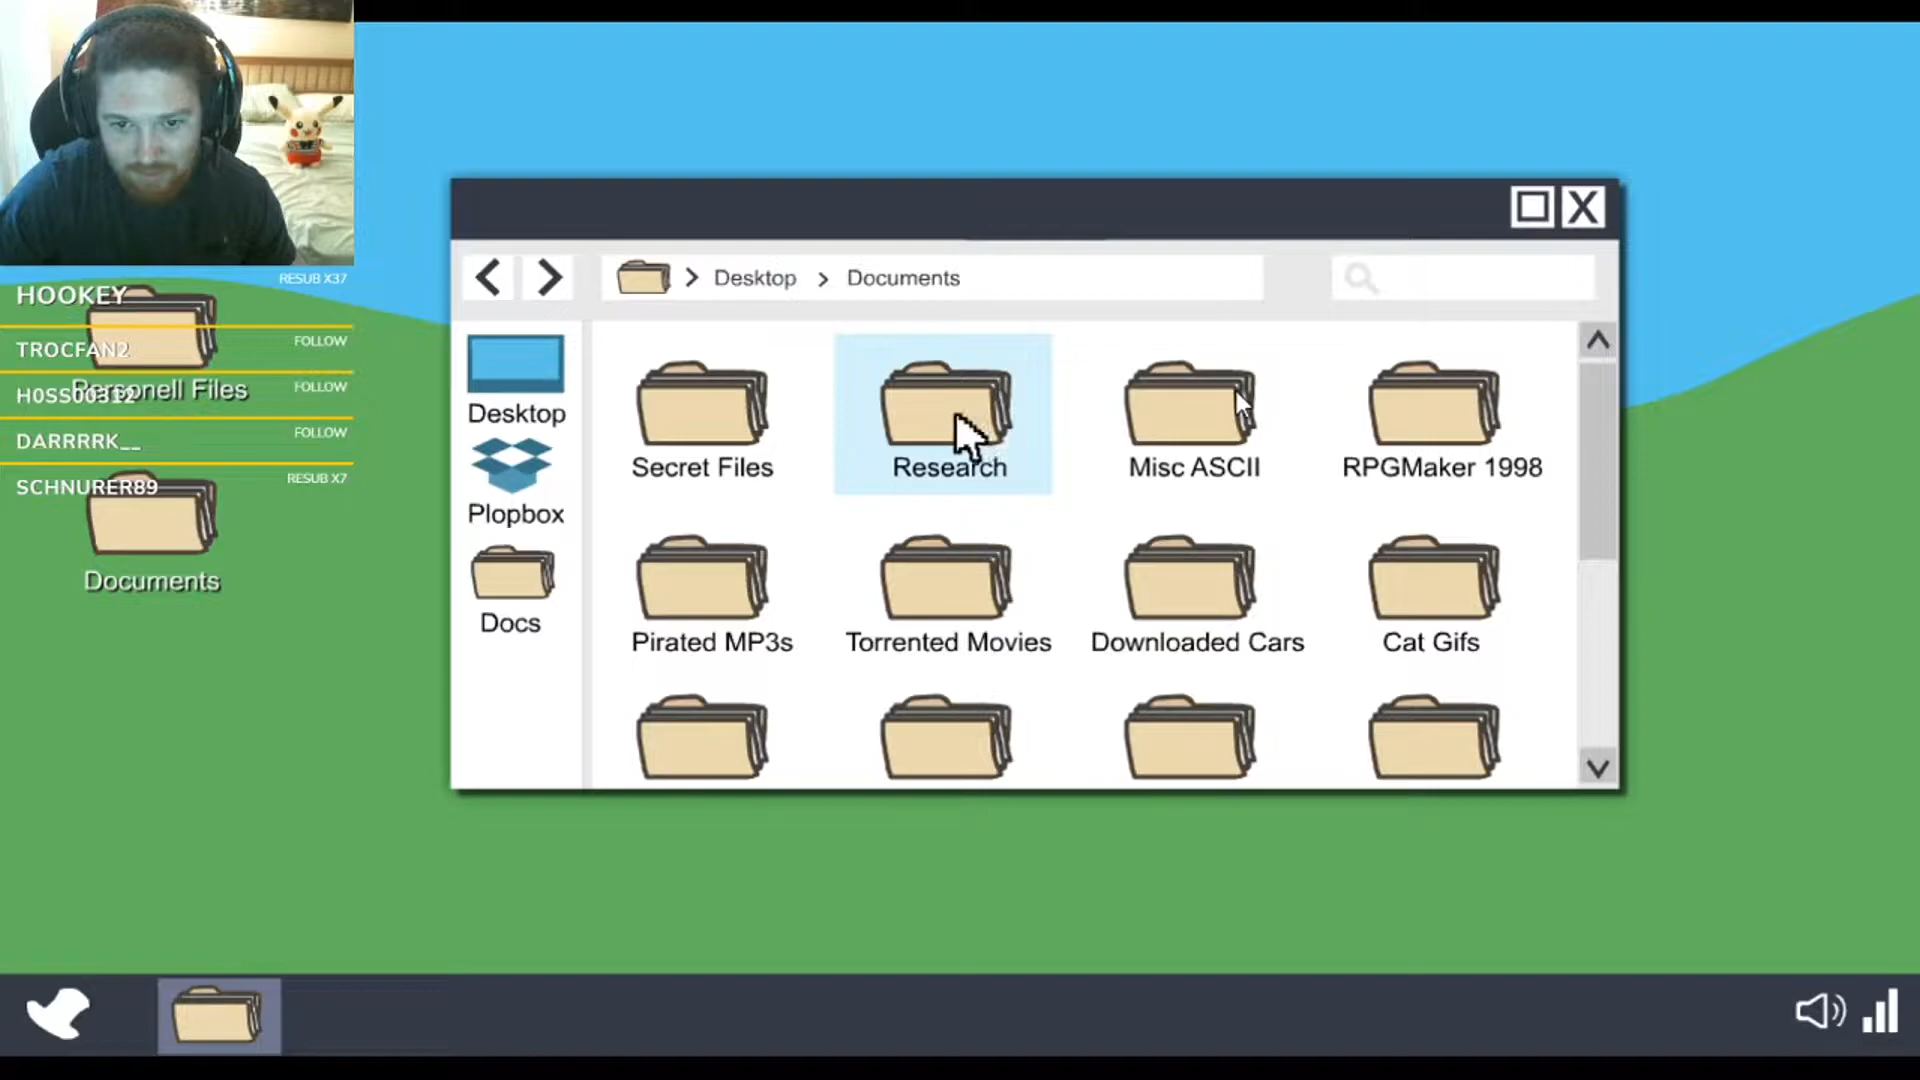 HOOKEY
RESUB X37
TROCFAN2
FOLLOW
Personell Files
H0SS00312
FOLLOW
DARRRRK__
FOLLOW
SCHNURER89
RESUB X7
Documents
X
Desktop
Documents
Desktop
Plopbox
Docs
Secret Files
Research
Misc ASCII
RPGMaker 1998
Pirated MP3s
Torrented Movies
Downloaded Cars
Cat Gifs